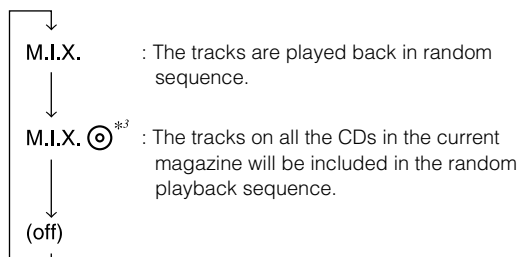 M.I.X. : The tracks are played back in random
sequence.
M.I.X. *3 : The tracks on all the CDs in the current
magazine will be included in the random
playback sequence.
(off)